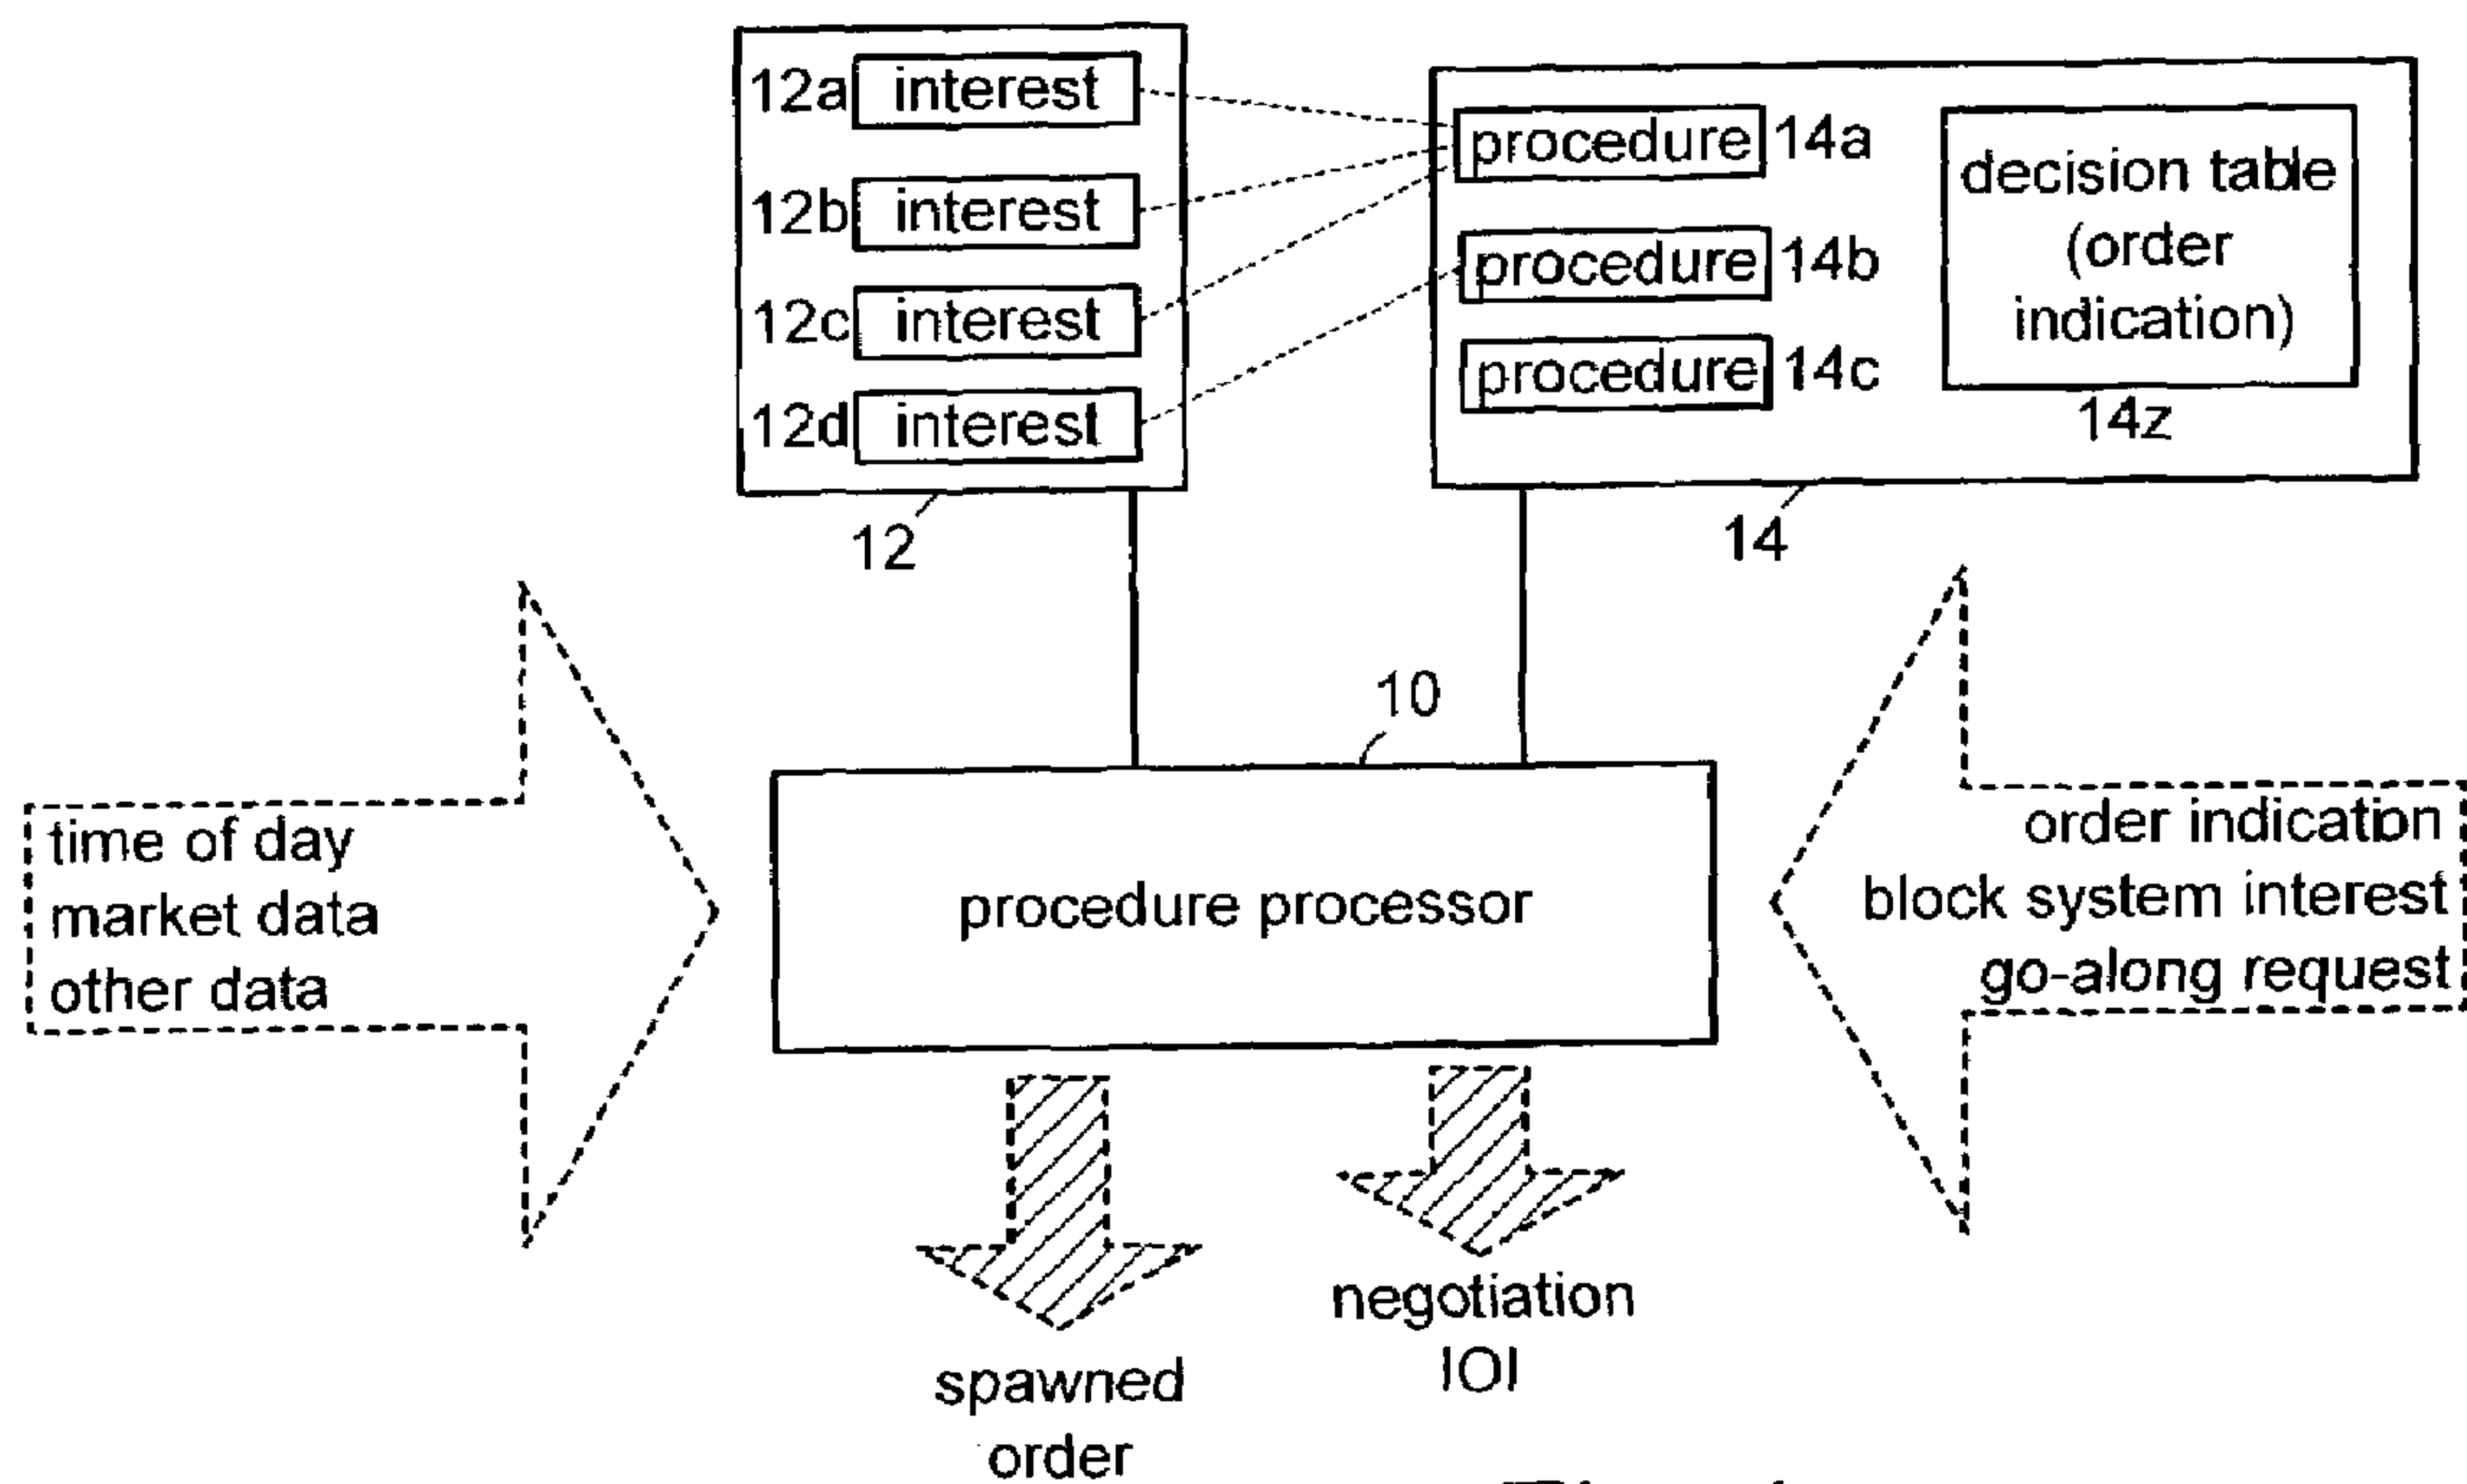 12a interest
12b interest
12c interest
12d interest
12
procedure 14a
procedure 14b
procedure 14c
decision table
(order
indication)
14z
14
10
time of day
market data
other data
procedure processor
order indication
block system interest
go-along request
spawned
order
negotiation
IOI